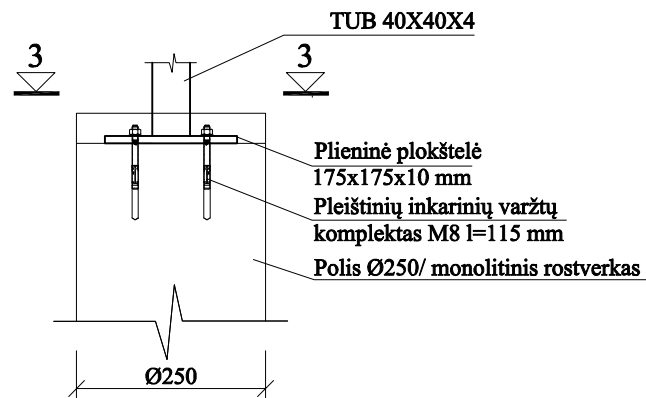 TUB 40X40X4
3
3
Plieninė plokštelė
175x175x10 mm
Pleištinių inkarinių varžtų
komplektas M8 l=115 mm
Polis Ø250/ monolitinis rostverkas
Ø250